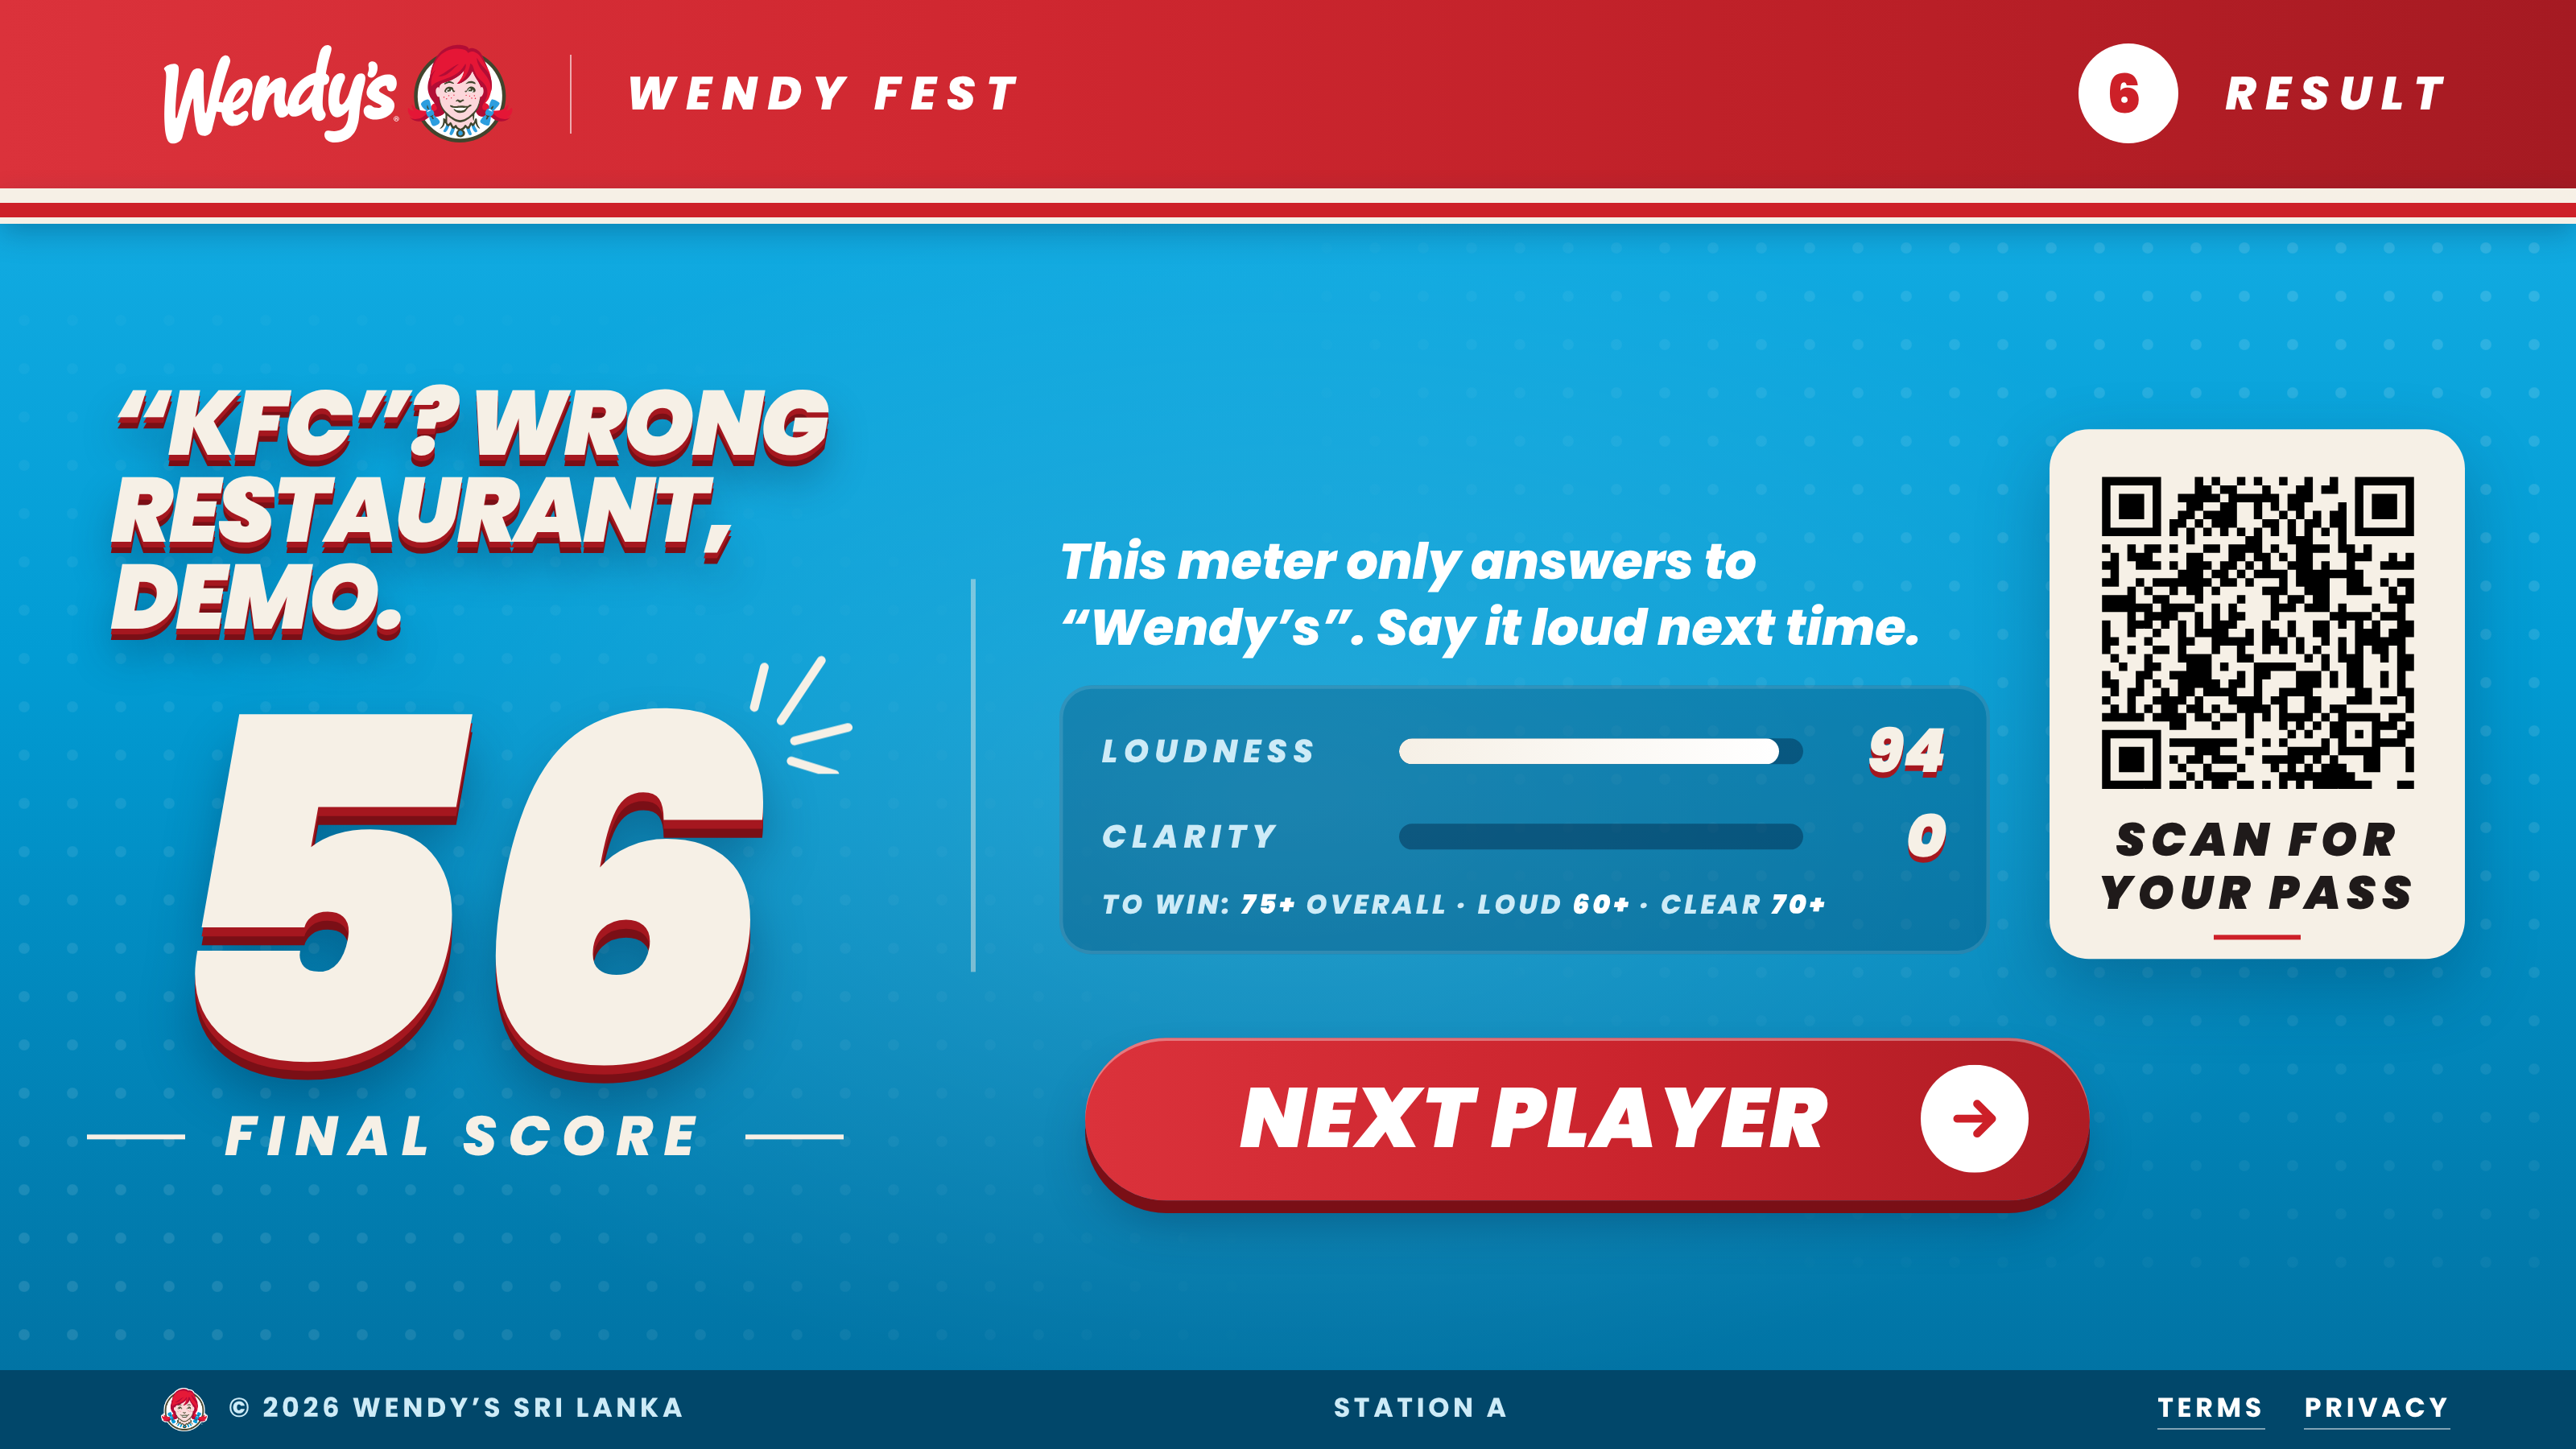 Wendy's
WENDY FEST
6 RESULT
“KFC”? WRONG
RESTAURANT,
DEMO.
56
FINAL SCORE
This meter only answers to
“Wendy’s”. Say it loud next time.
LOUDNESS 94
CLARITY 0
TO WIN: 75+ OVERALL · LOUD 60+ · CLEAR 70+
SCAN FOR
YOUR PASS
NEXT PLAYER
© 2026 WENDY’S SRI LANKA
STATION A
TERMS PRIVACY